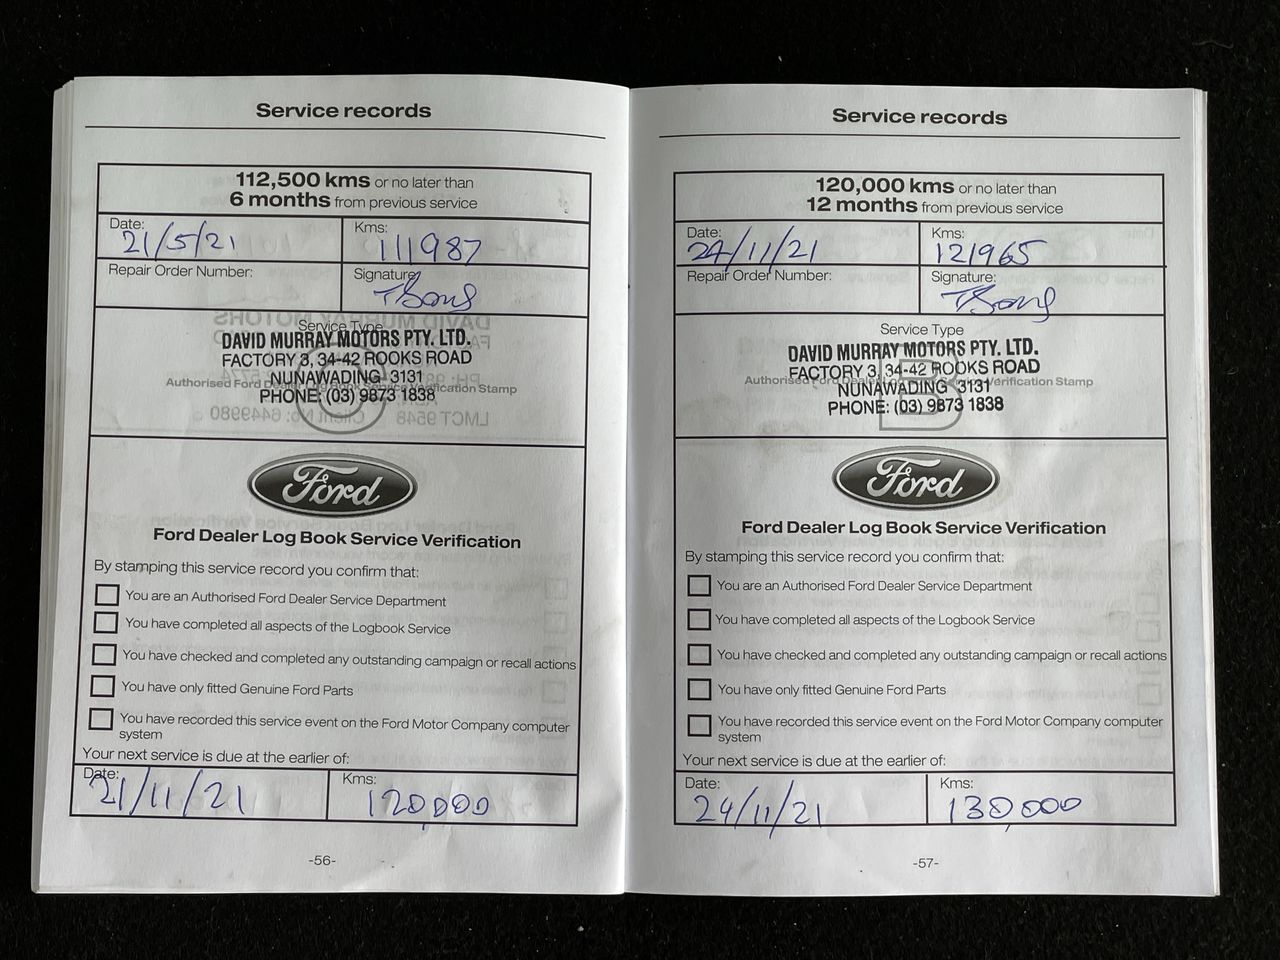 Service records
112,500 kms or no later than
6 months from previous service
Date:
21/5/21
Kms:
111987
Repair Order Number:
Signature:
Service Type
DAVID MURRAY MOTORS PTY. LTD.
FACTORY 3, 34-42 ROOKS ROAD
NUNAWADING 3131
Authorised Ford Dealer Log Book Service Verification Stamp
PHONE: (03) 9873 1838
Ford
Ford Dealer Log Book Service Verification
By stamping this service record you confirm that:
You are an Authorised Ford Dealer Service Department
You have completed all aspects of the Logbook Service
You have checked and completed any outstanding campaign or recall actions
You have only fitted Genuine Ford Parts
You have recorded this service event on the Ford Motor Company computer
system
Your next service is due at the earlier of:
Date:
21/11/21
Kms:
120,000
-56-
Service records
120,000 kms or no later than
12 months from previous service
Date:
24/11/21
Kms:
121965
Repair Order Number:
Signature:
Service Type
DAVID MURRAY MOTORS PTY. LTD.
FACTORY 3, 34-42 ROOKS ROAD
Authorised Ford Dealer Log Book Service Verification Stamp
NUNAWADING 3131
PHONE: (03) 9873 1838
B
Ford
Ford Dealer Log Book Service Verification
By stamping this service record you confirm that:
You are an Authorised Ford Dealer Service Department
You have completed all aspects of the Logbook Service
You have checked and completed any outstanding campaign or recall actions
You have only fitted Genuine Ford Parts
You have recorded this service event on the Ford Motor Company computer
system
Your next service is due at the earlier of:
Date:
24/11/21
Kms:
130,000
-57-